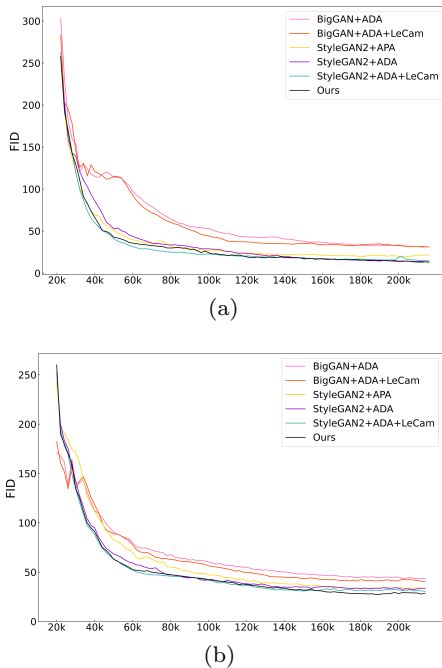 300
250
200
150
100
50
0
FID
20k 40k 60k 80k 100k 120k 140k 160k 180k 200k
BigGAN+ADA
BigGAN+ADA+LeCam
StyleGAN2+APA
StyleGAN2+ADA
StyleGAN2+ADA+LeCam
Ours
(a)
250
200
150
100
50
0
FID
20k 40k 60k 80k 100k 120k 140k 160k 180k 200k
BigGAN+ADA
BigGAN+ADA+LeCam
StyleGAN2+APA
StyleGAN2+ADA
StyleGAN2+ADA+LeCam
Ours
(b)